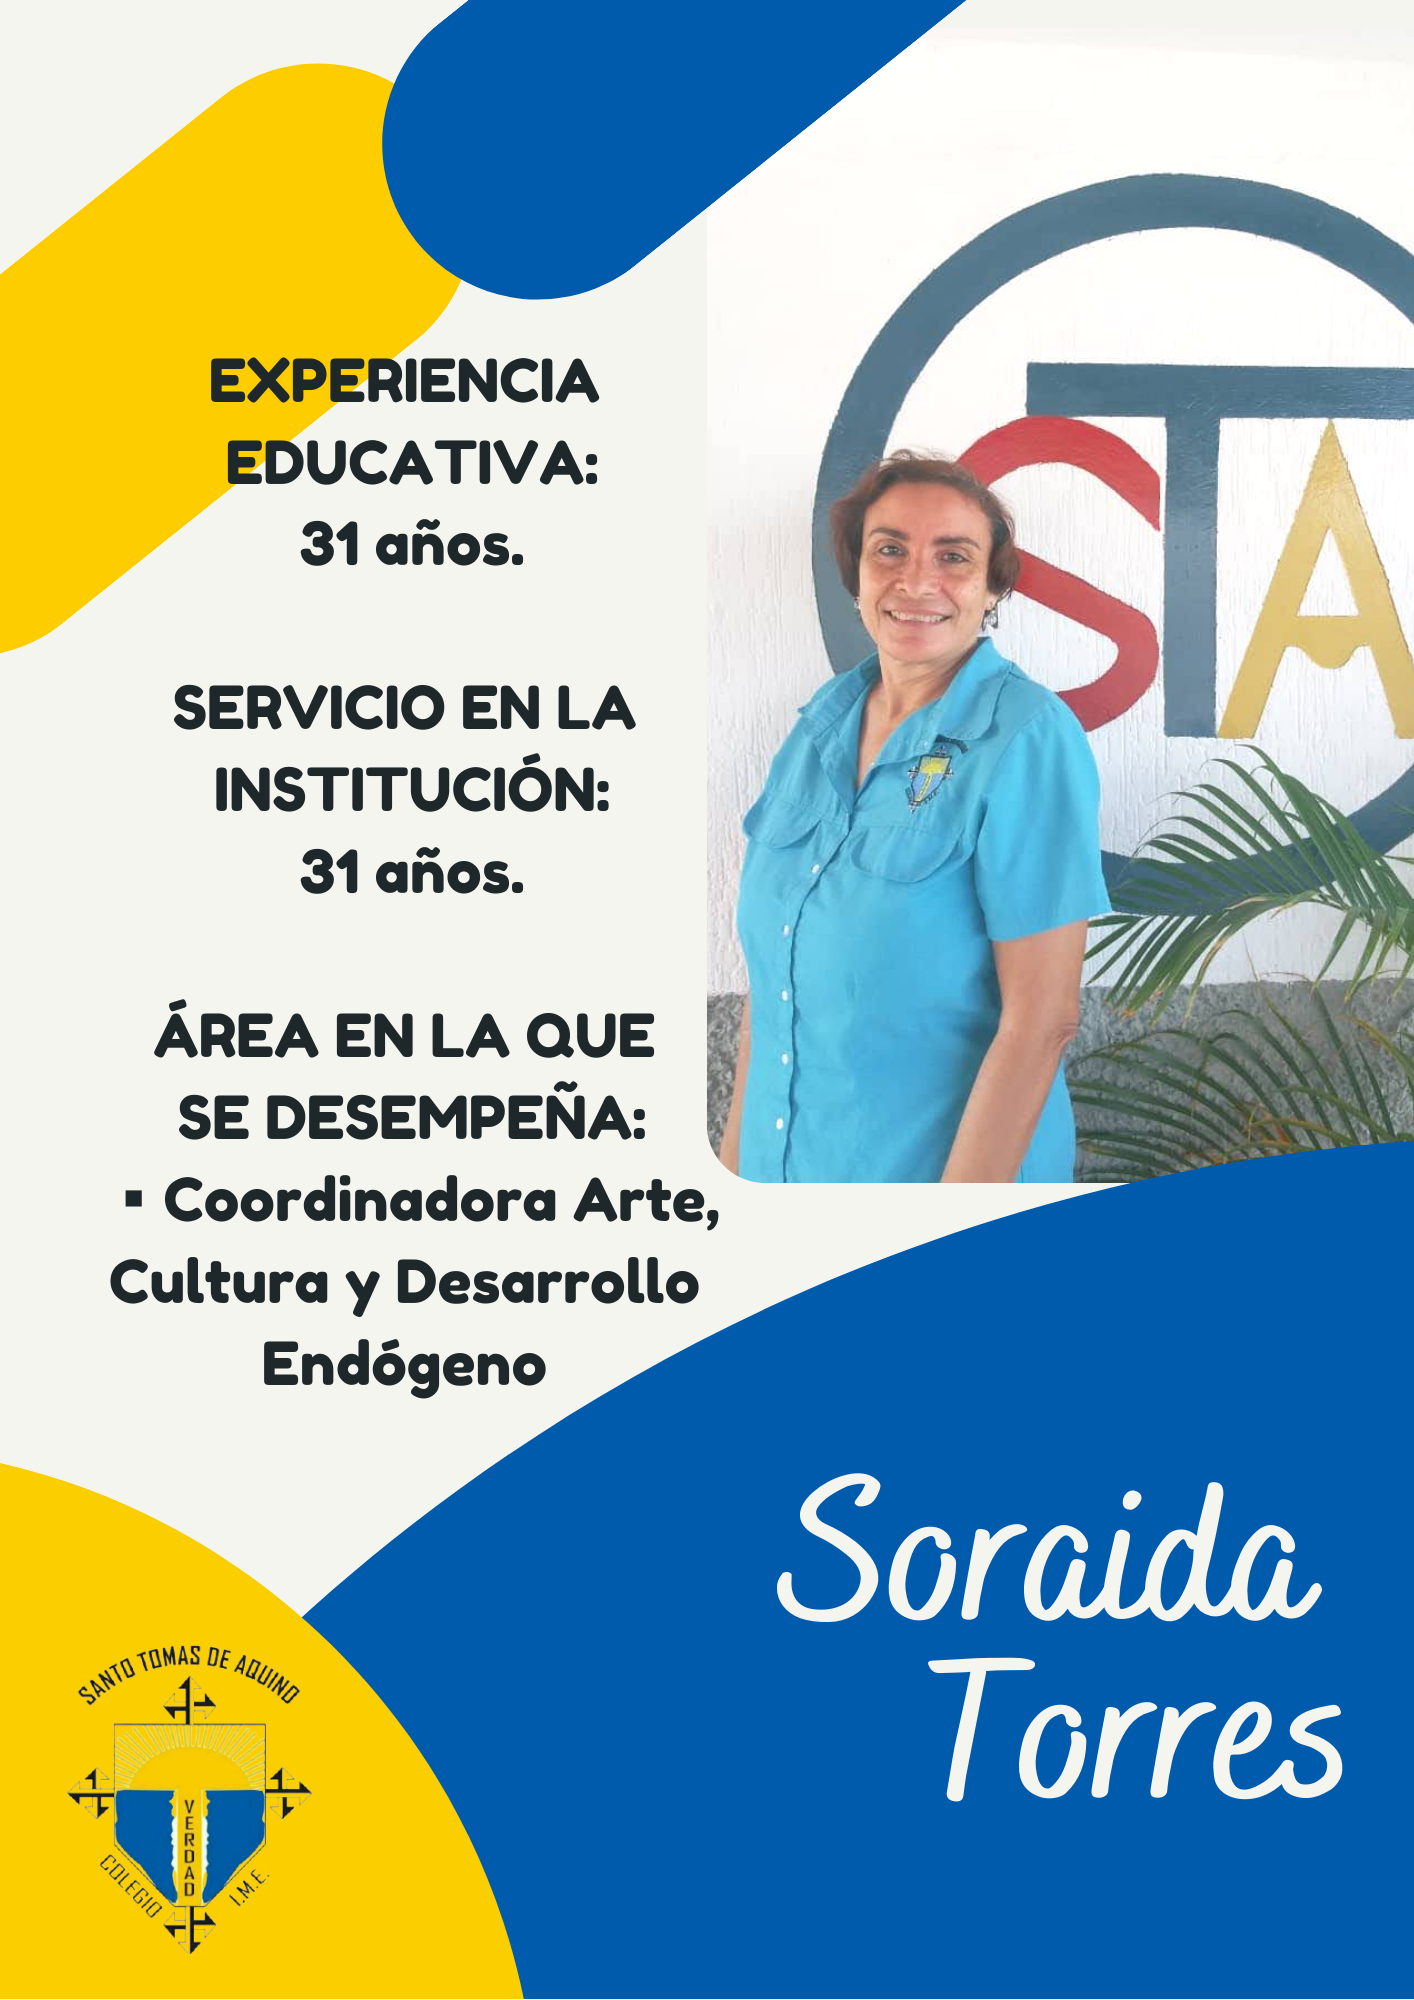 EXPERIENCIA
EDUCATIVA:
31 años.
SERVICIO EN LA
INSTITUCIÓN:
31 años.
ÁREA EN LA QUE
SE DESEMPEÑA:
▪ Coordinadora Arte,
Cultura y Desarrollo
Endógeno
STA
Soraida
Torres
SANTO TOMAS DE AQUINO
VERDAD
COLEGIO
I.M.E.